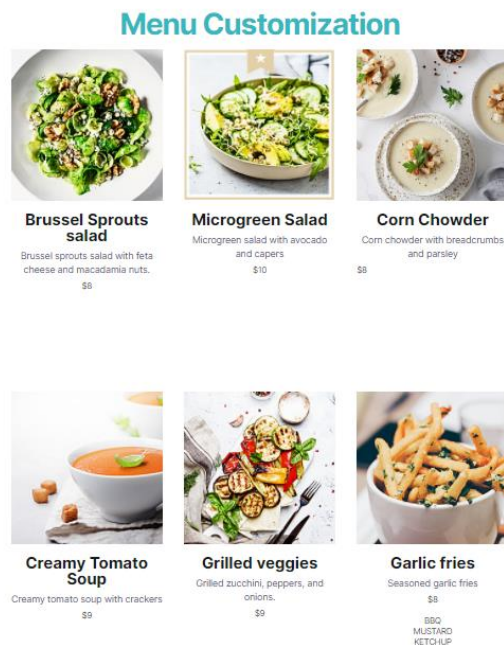 Menu Customization
Brussel Sprouts
salad
Brussel sprouts salad with feta
cheese and macadamia nuts.
$8
Microgreen Salad
Microgreen salad with avocado
and capers
$10
Corn Chowder
Corn chowder with breadcrumbs
and parsley
$8
Creamy Tomato
Soup
Creamy tomato soup with crackers
$9
Grilled veggies
Grilled zucchini, peppers, and
onions.
$9
Garlic fries
Seasoned garlic fries
$8
BBQ
MUSTARD
KETCHUP